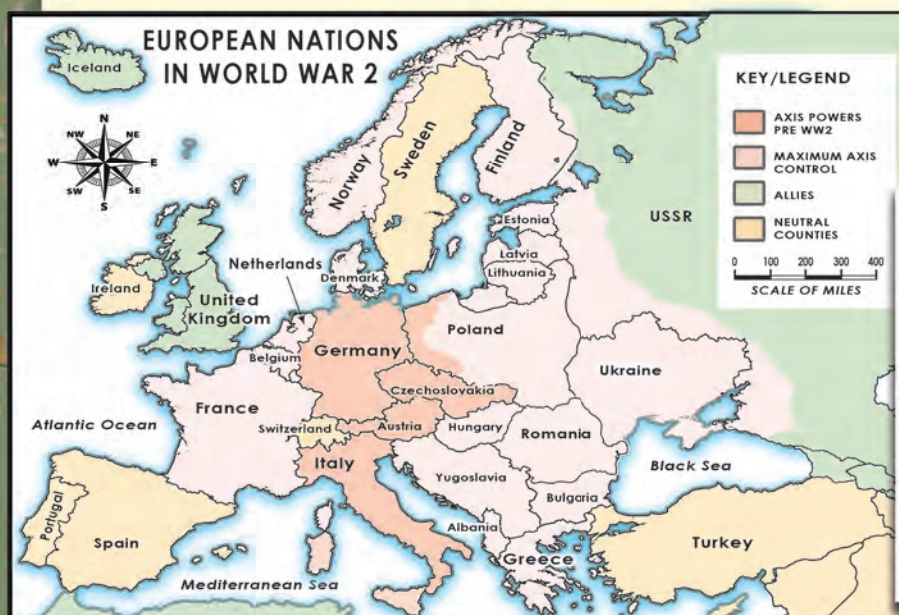 EUROPEAN NATIONS
IN WORLD WAR 2
Iceland
N
NW
NE
W
E
SW
SE
S
KEY/LEGEND
AXIS POWERS
PRE WW2
MAXIMUM AXIS
CONTROL
ALLIES
NEUTRAL
COUNTIES
0 100 200 300 400
SCALE OF MILES
Norway
Sweden
Finland
USSR
Estonia
Latvia
Lithuania
Netherlands
Denmark
Ireland
United
Kingdom
Belgium
Germany
Poland
Czechoslovakia
Ukraine
France
Switzerland
Austria
Hungary
Romania
Atlantic Ocean
Italy
Yugoslavia
Black Sea
Bulgaria
Portugal
Spain
Albania
Greece
Turkey
Mediterranean Sea